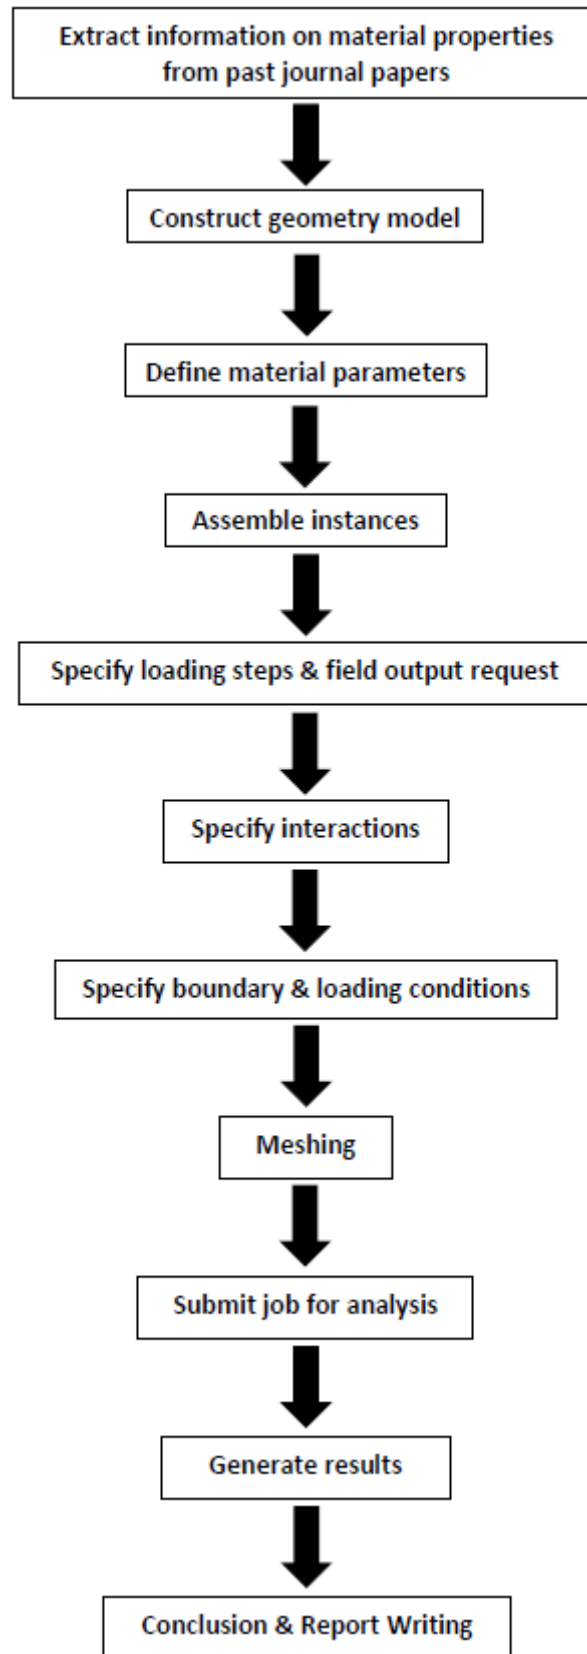 Extract information on material properties
from past journal papers
Construct geometry model
Define material parameters
Assemble instances
Specify loading steps & field output request
Specify interactions
Specify boundary & loading conditions
Meshing
Submit job for analysis
Generate results
Conclusion & Report Writing